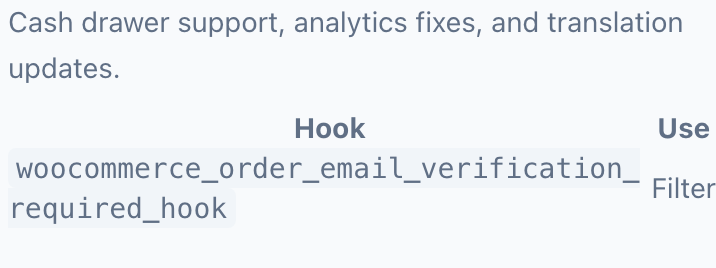 Cash drawer support, analytics fixes, and translation
updates.
Hook Use
woocommerce_order_email_verification_
required_hook
Filter